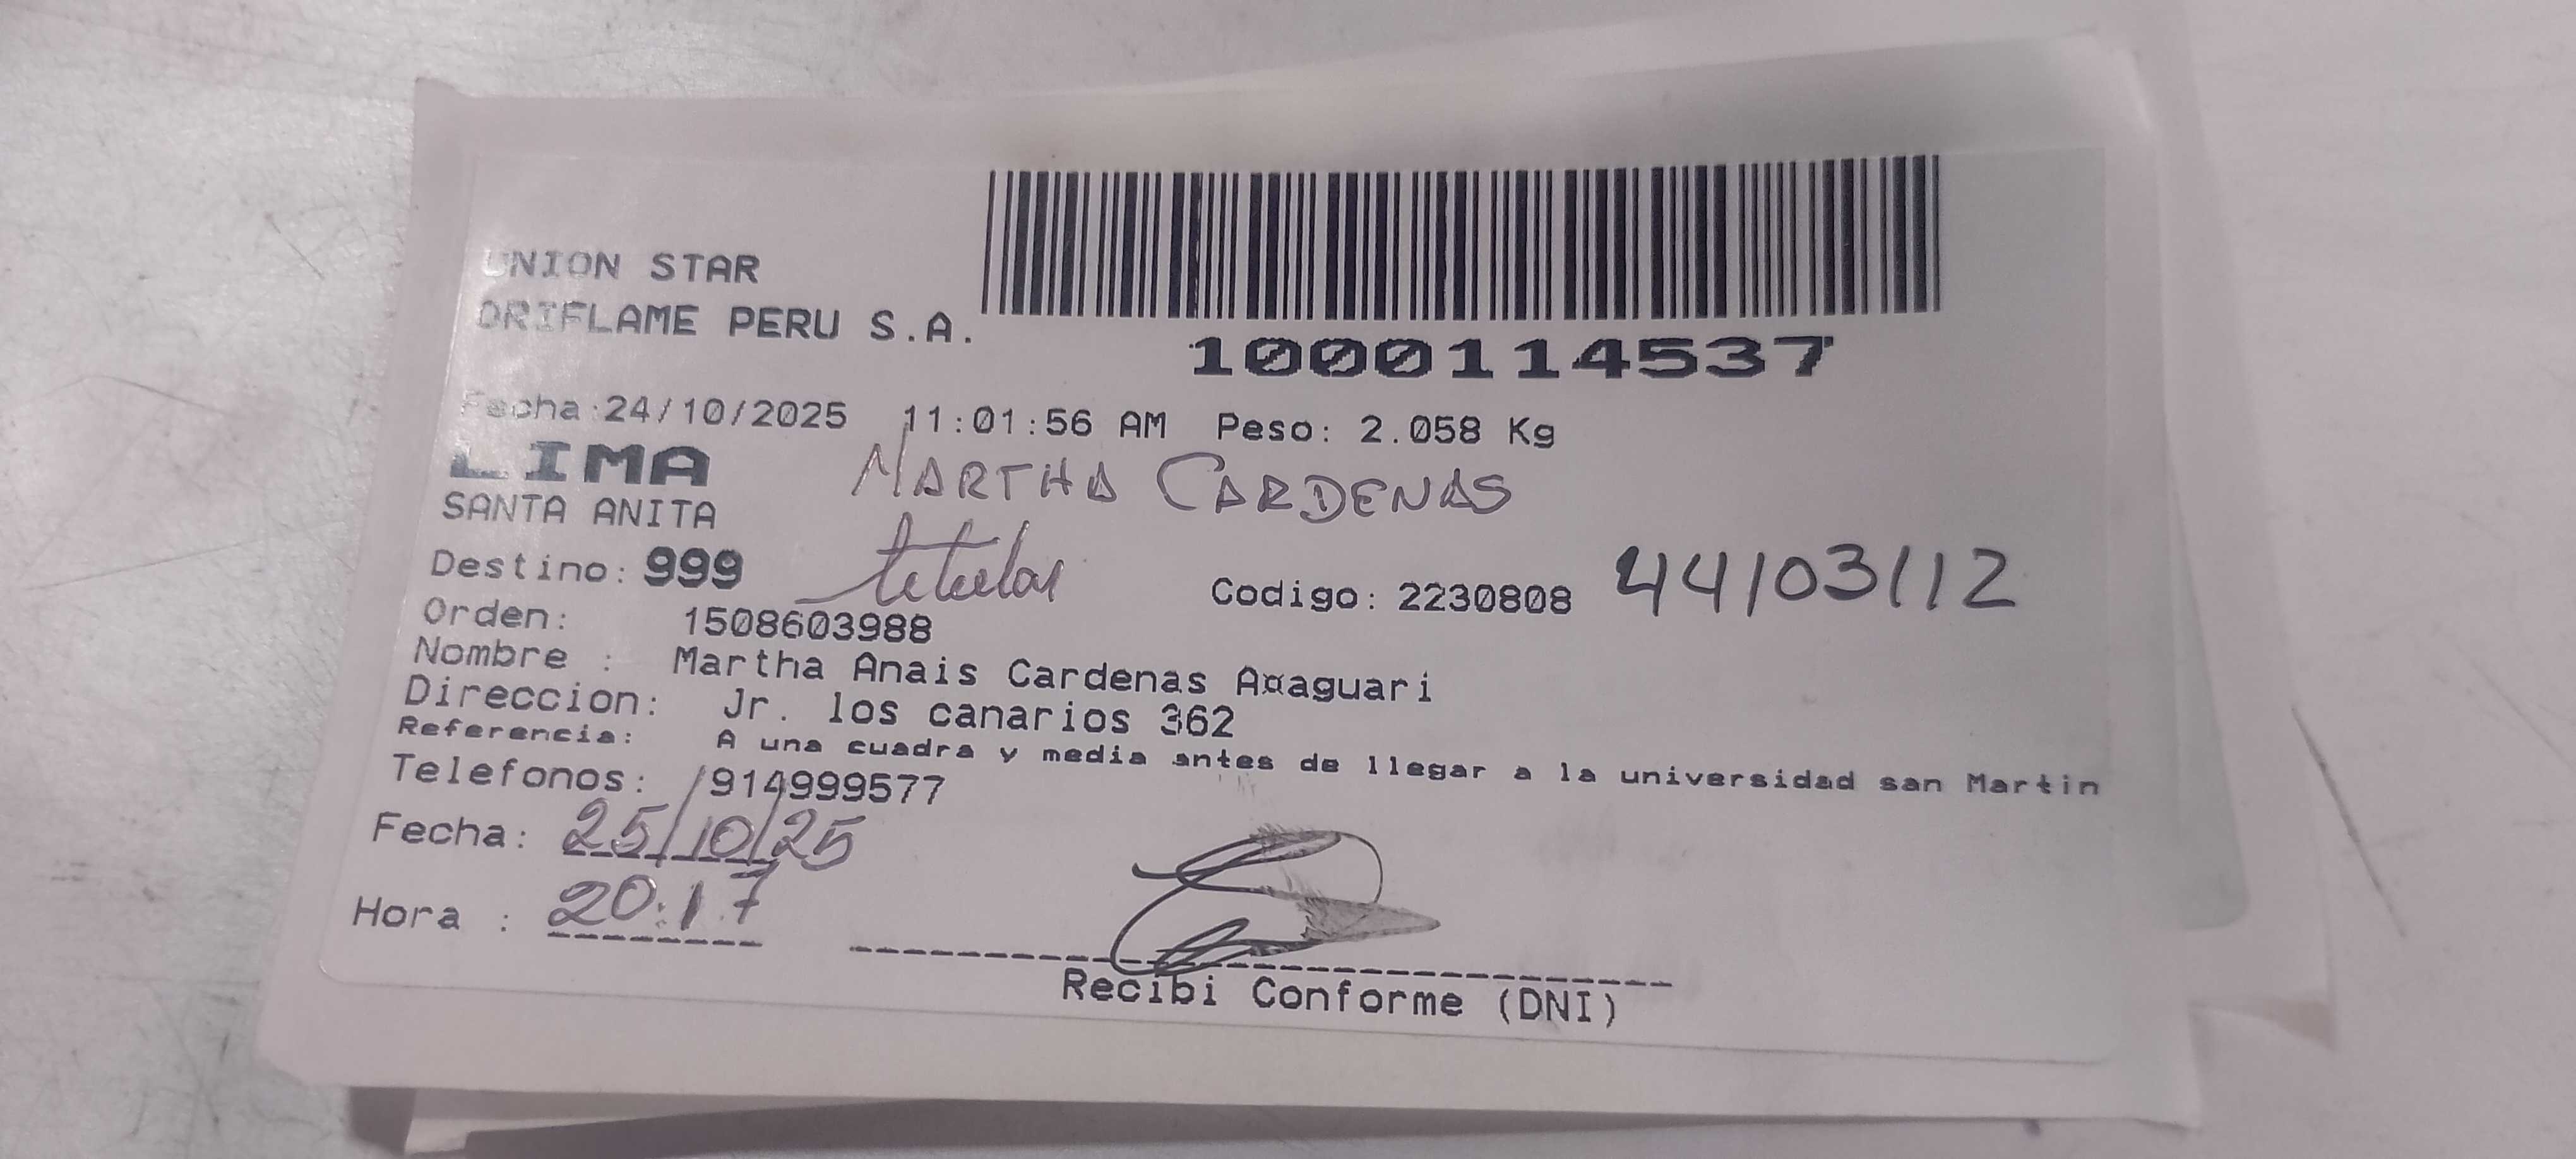 UNION STAR
ORIFLAME PERU S.A.
1000114537
Fecha:24/10/2025 11:01:56 AM Peso: 2.058 Kg
LIMA
MARTHA CARDENAS
SANTA ANITA
Destino: 999 titular Codigo: 2230808 44103112
Orden: 1508603988
Nombre : Martha Anais Cardenas A¤aguari
Direccion: Jr. los canarios 362
Referencia: A una cuadra y media antes de llegar a la universidad san Martin
Telefonos: /914999577
Fecha: 25/10/25
Hora : 20:17
Recibi Conforme (DNI)